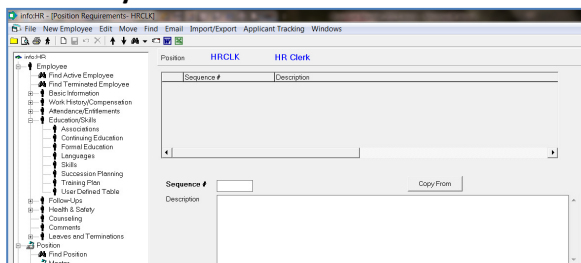 info:HR - [Position Requirements- HRCLK]
File New Employee Edit Move Find Email Import/Export Applicant Tracking Windows
info:HR
Employee
Find Active Employee
Find Terminated Employee
Basic Information
Work History/Compensation
Attendance/Entitlements
Education/Skills
Associations
Continuing Education
Formal Education
Languages
Skills
Succession Planning
Training Plan
User Defined Table
Follow-Ups
Health & Safety
Counseling
Comments
Leaves and Terminations
Position
Find Position
Master
Position HRCLK HR Clerk
Sequence # Description
Sequence # Copy From
Description